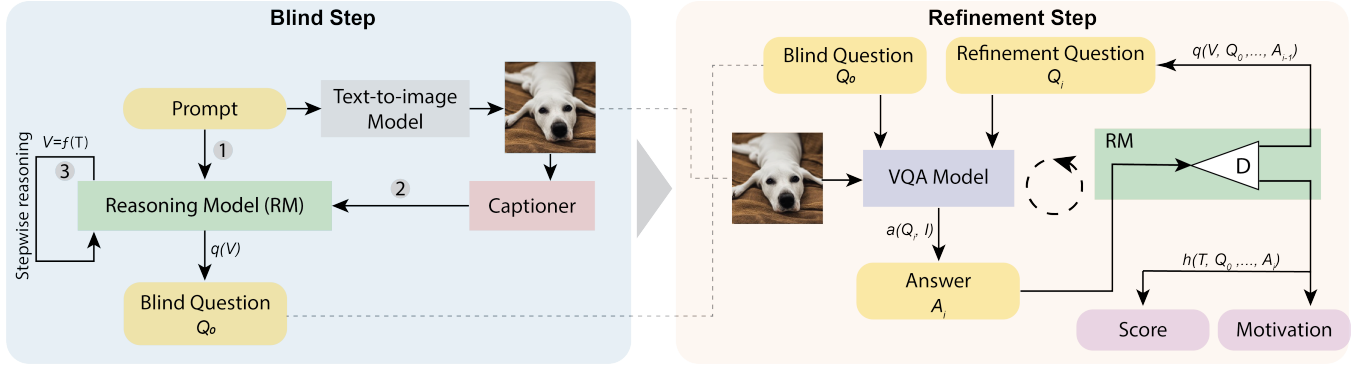 Blind Step
Prompt
Text-to-image
Model
1
V=f(T)
3
Stepwise reasoning
Reasoning Model (RM)
2
Captioner
q(V)
Blind Question
Q₀
Refinement Step
Blind Question
Q₀
Refinement Question
Qᵢ
q(V, Q₀,..., Aᵢ₋₁)
RM
D
VQA Model
a(Qᵢ, I)
Answer
Aᵢ
h(T, Q₀,..., Aᵢ)
Score
Motivation